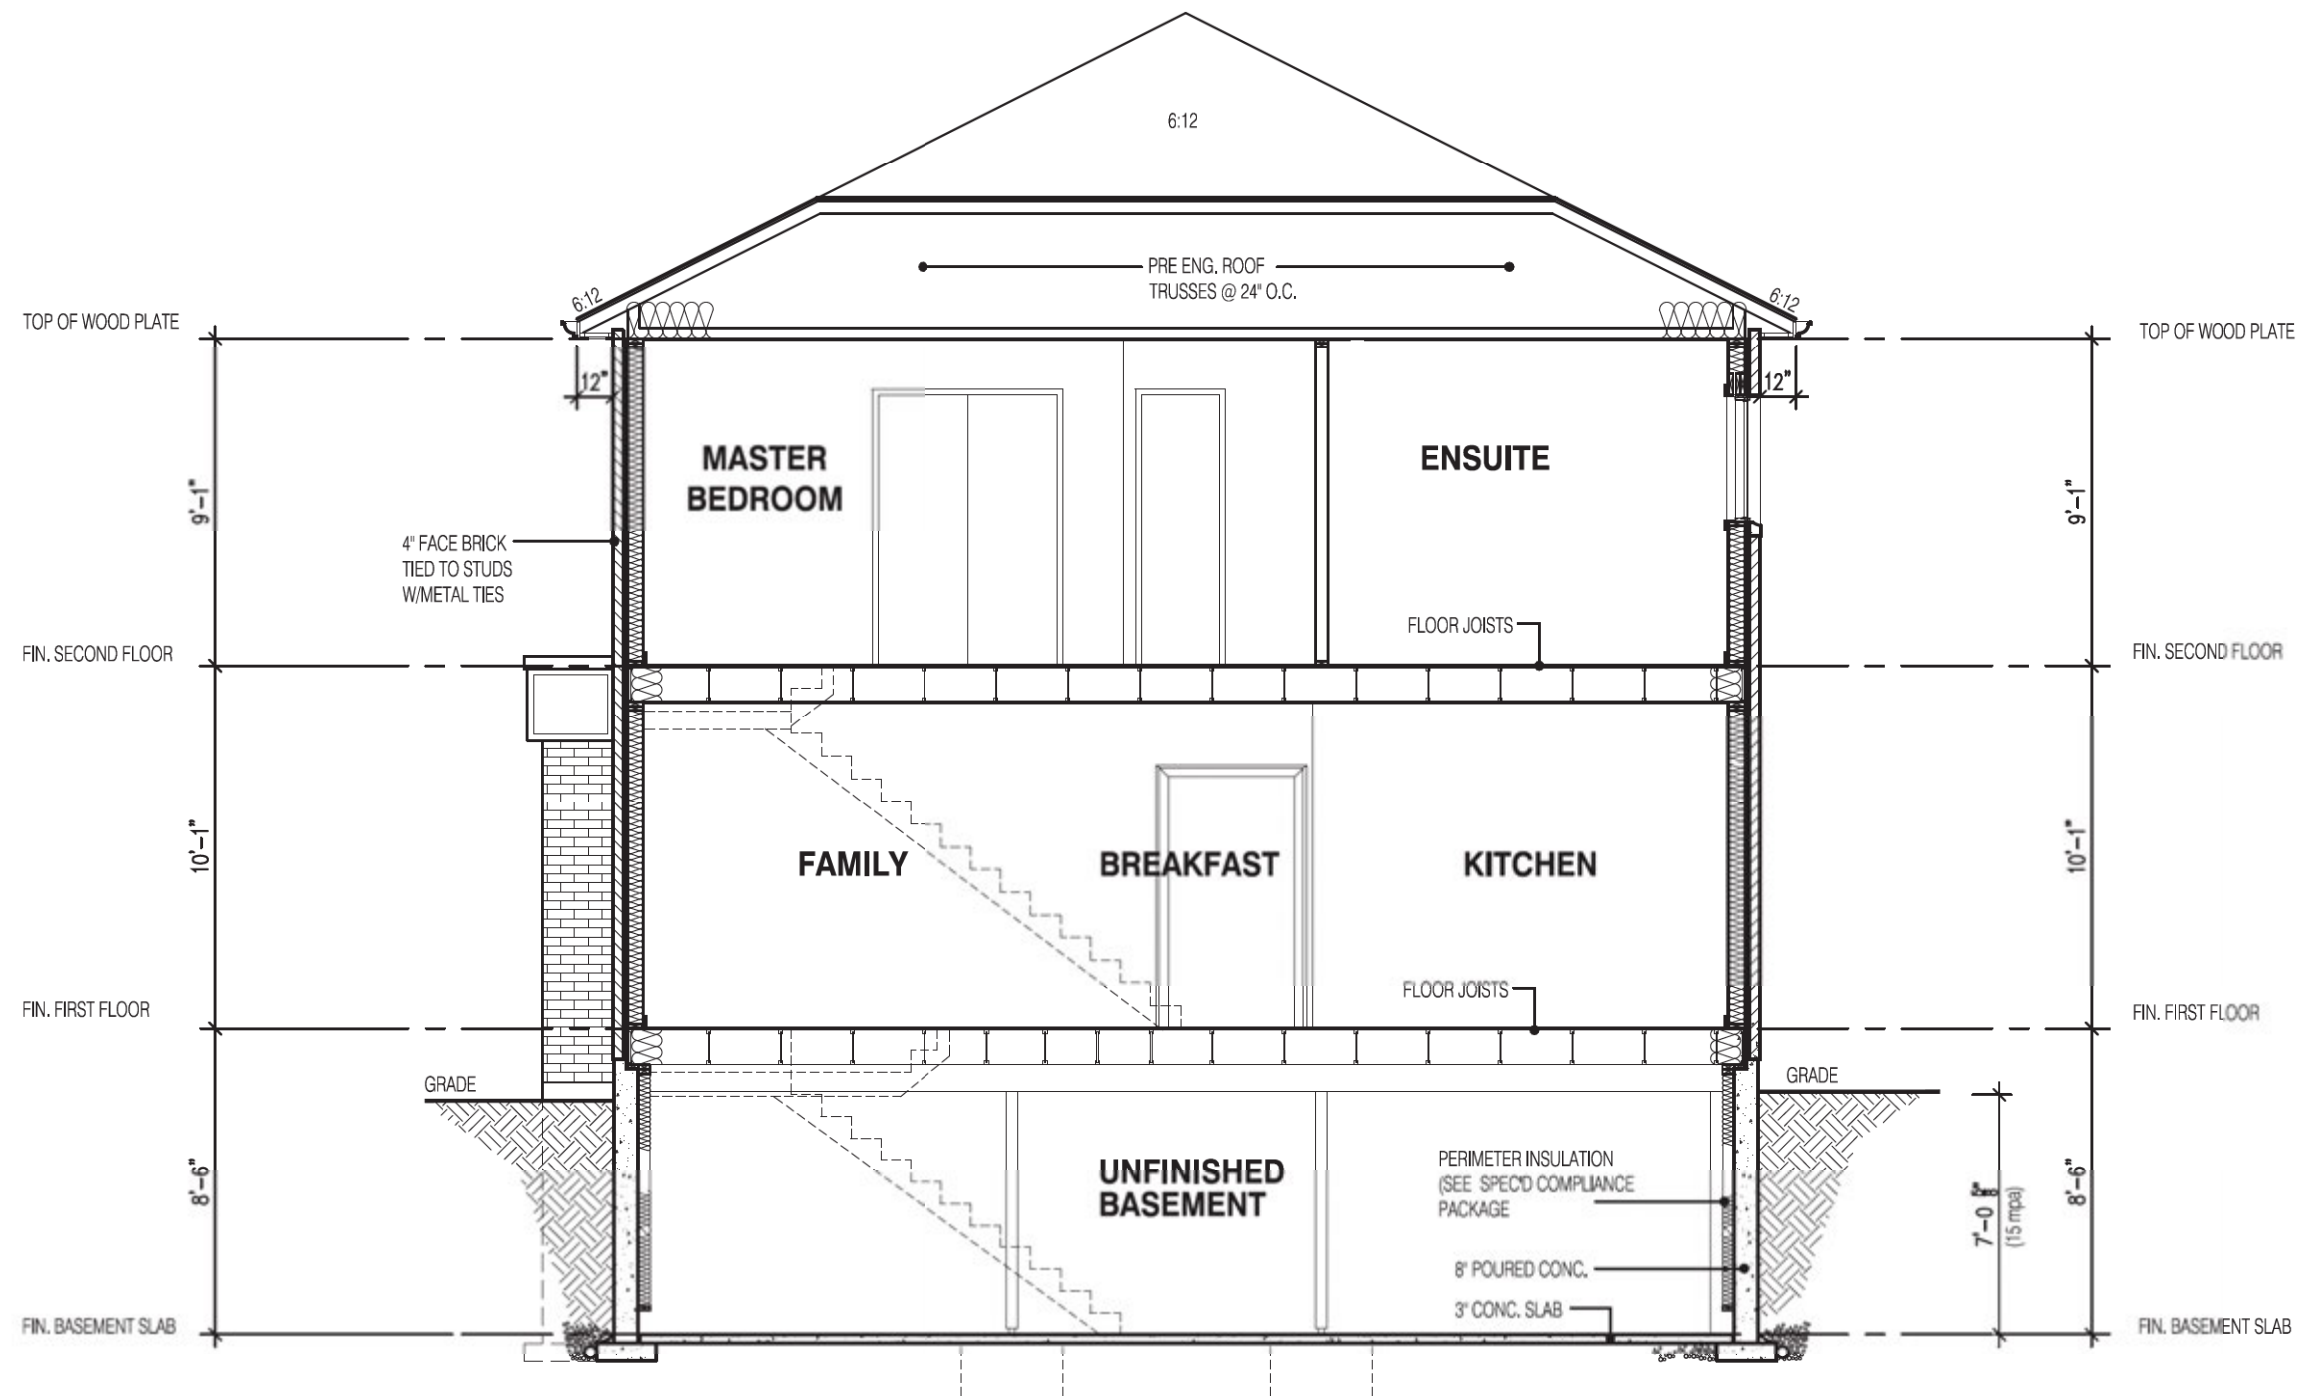 6:12
PRE ENG. ROOF
TRUSSES @ 24" O.C.
6:12
6:12
TOP OF WOOD PLATE
TOP OF WOOD PLATE
12"
12"
MASTER
BEDROOM
ENSUITE
9'-1"
9'-1"
4" FACE BRICK
TIED TO STUDS
W/METAL TIES
FLOOR JOISTS
FIN. SECOND FLOOR
FIN. SECOND FLOOR
10'-1"
10'-1"
FAMILY
BREAKFAST
KITCHEN
FLOOR JOISTS
FIN. FIRST FLOOR
FIN. FIRST FLOOR
GRADE
GRADE
8'-6"
8'-6"
UNFINISHED
BASEMENT
PERIMETER INSULATION
(SEE SPEC'D COMPLIANCE
PACKAGE
7'-0
(15 mpa)
8" POURED CONC.
3" CONC. SLAB
FIN. BASEMENT SLAB
FIN. BASEMENT SLAB